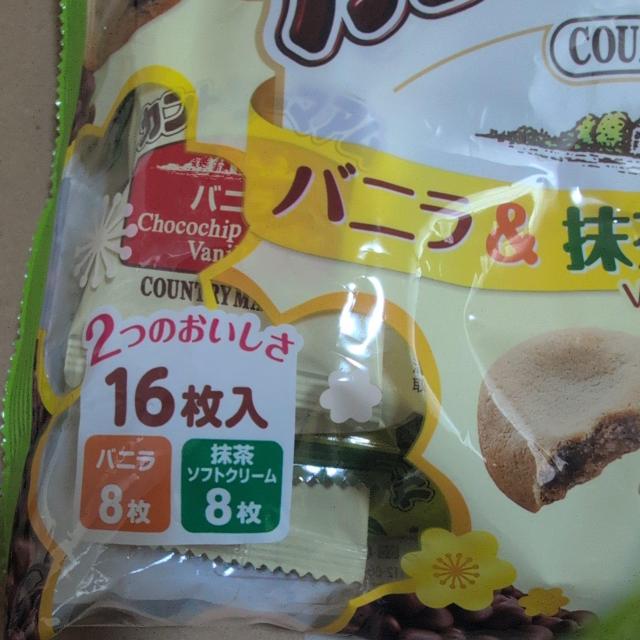 COU
バニラ & 抹
バニ
Chocochip
Vani
COUNTRY MA
2つのおいしさ
16枚入
バニラ
8枚
抹茶
ソフトクリーム
8枚